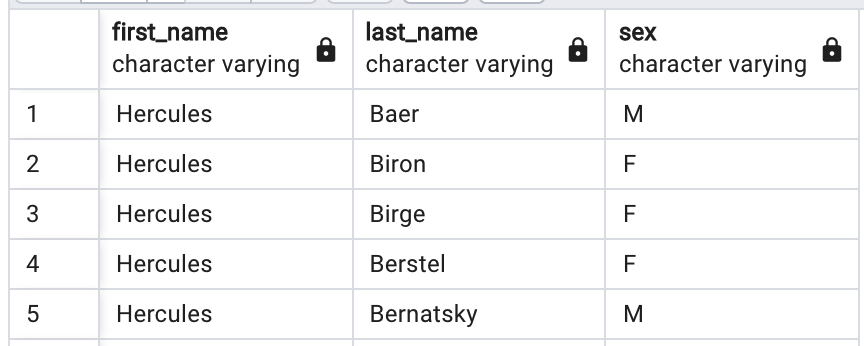 first_name last_name sex
character varying character varying character varying
1 Hercules Baer M
2 Hercules Biron F
3 Hercules Birge F
4 Hercules Berstel F
5 Hercules Bernatsky M